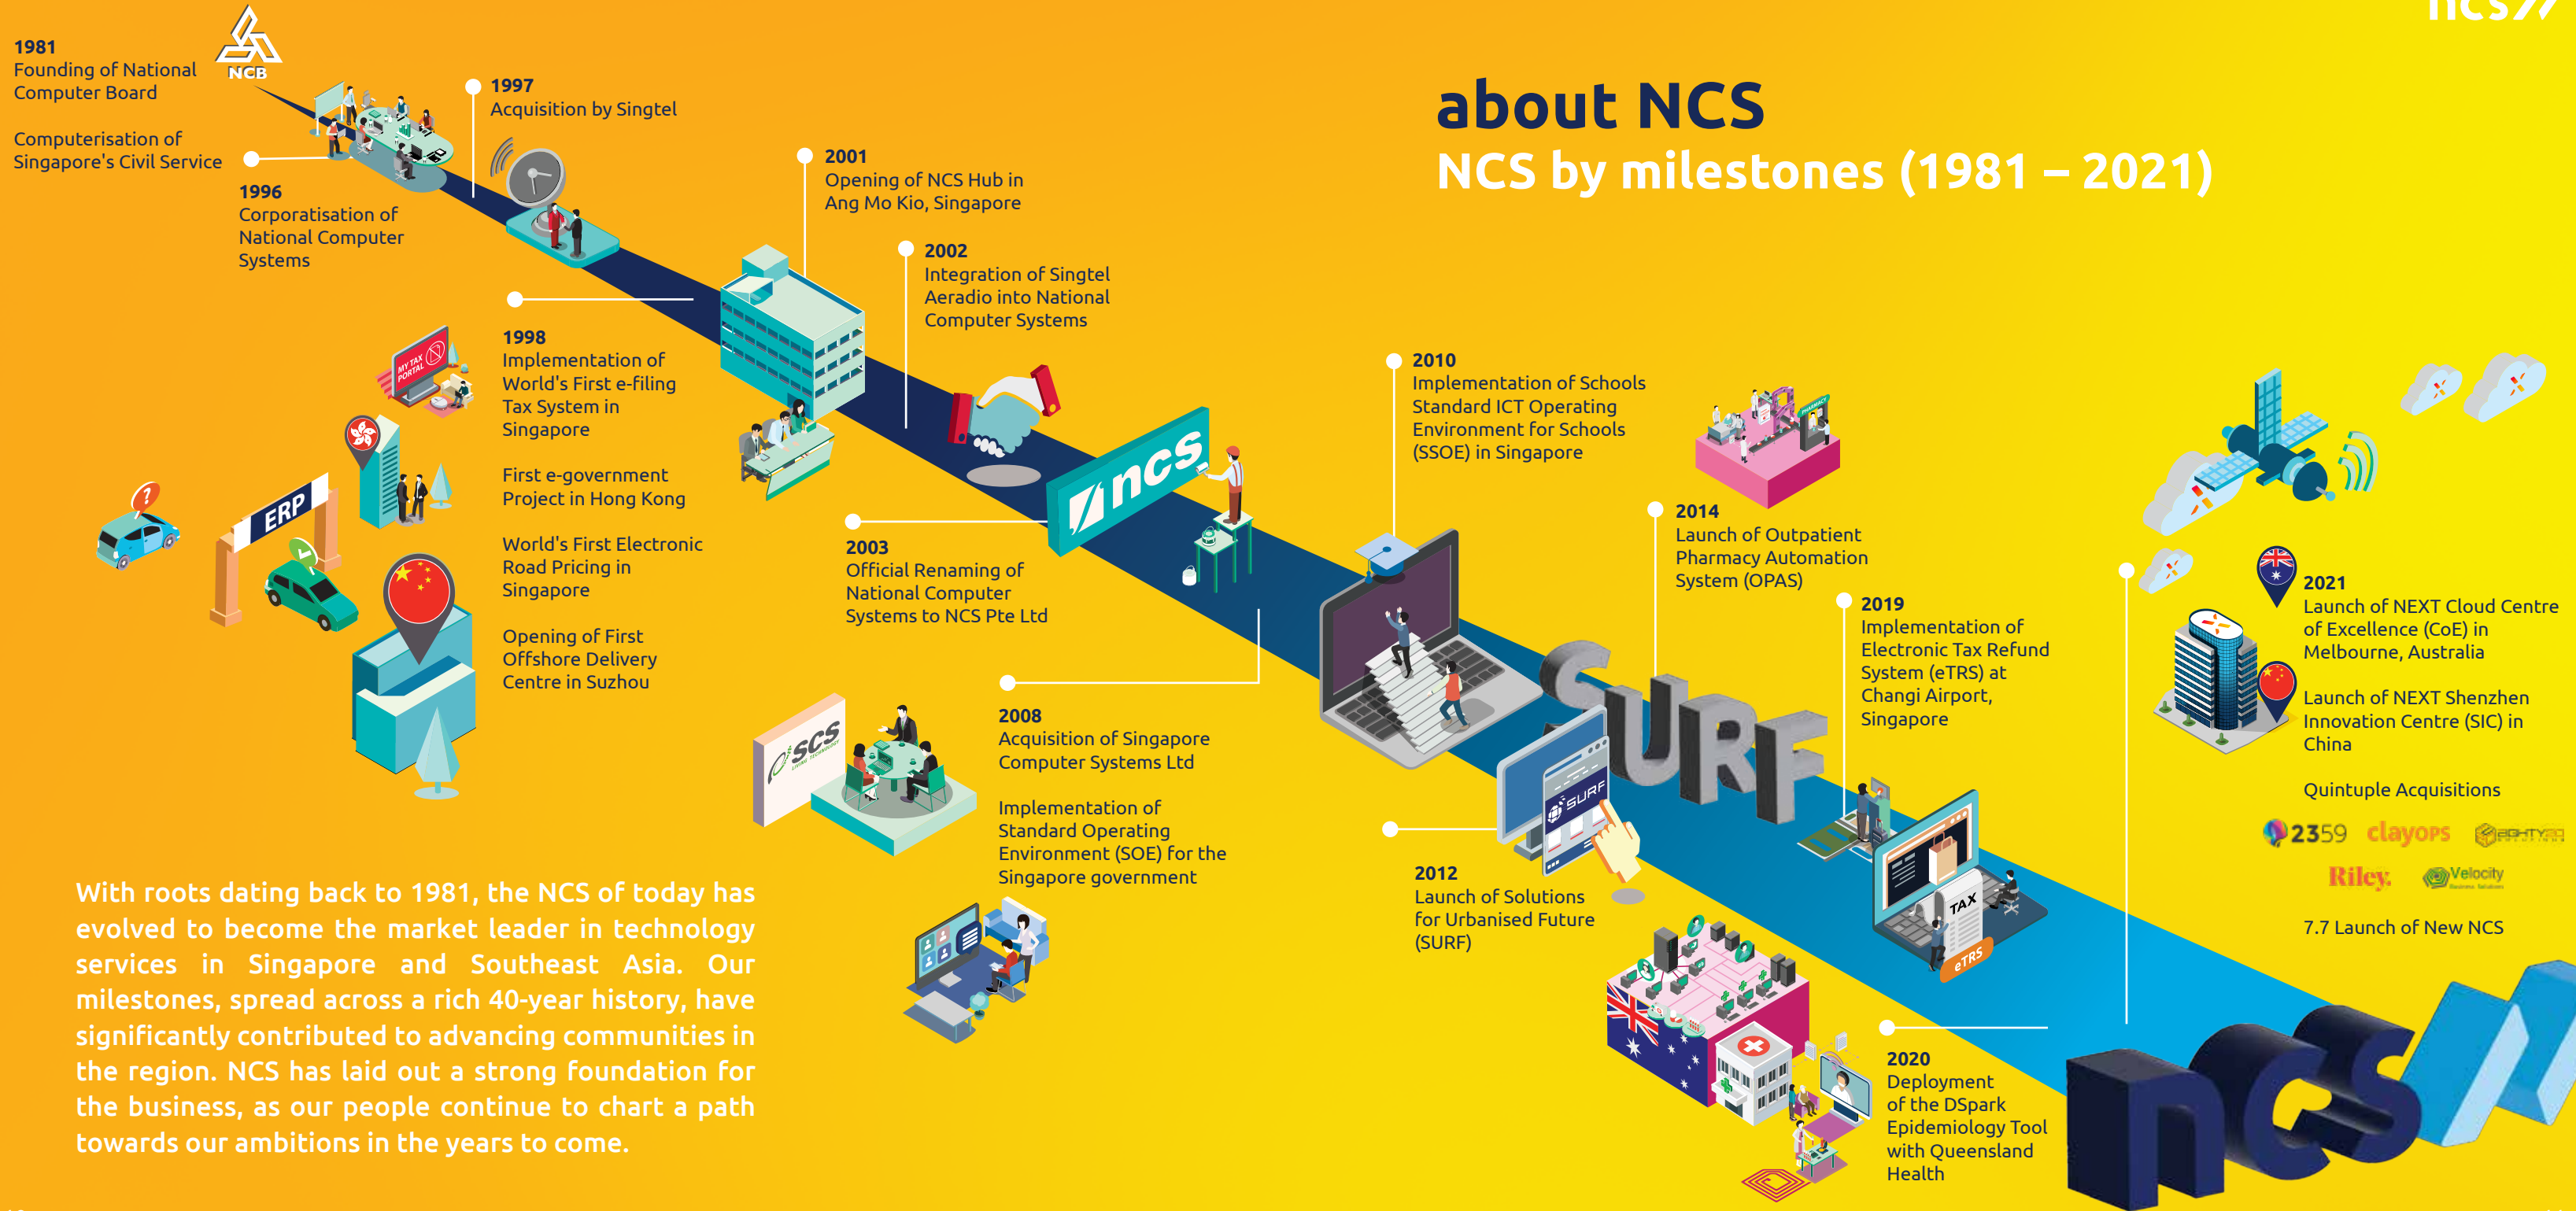 ncs
about NCS
NCS by milestones (1981 – 2021)
NCB
1981
Founding of National
Computer Board
Computerisation of
Singapore's Civil Service
1996
Corporatisation of
National Computer
Systems
1997
Acquisition by Singtel
1998
Implementation of
World's First e-filing
Tax System in
Singapore
First e-government
Project in Hong Kong
World's First Electronic
Road Pricing in
Singapore
Opening of First
Offshore Delivery
Centre in Suzhou
MY TAX
PORTAL
?
ERP
2001
Opening of NCS Hub in
Ang Mo Kio, Singapore
2002
Integration of Singtel
Aeradio into National
Computer Systems
ncs
2003
Official Renaming of
National Computer
Systems to NCS Pte Ltd
2008
Acquisition of Singapore
Computer Systems Ltd
Implementation of
Standard Operating
Environment (SOE) for the
Singapore government
SCS
LIVING TECHNOLOGY
2010
Implementation of Schools
Standard ICT Operating
Environment for Schools
(SSOE) in Singapore
2012
Launch of Solutions
for Urbanised Future
(SURF)
SURF
SURF
PHARMACY
2014
Launch of Outpatient
Pharmacy Automation
System (OPAS)
2019
Implementation of
Electronic Tax Refund
System (eTRS) at
Changi Airport,
Singapore
TAX
eTRS
2020
Deployment
of the DSpark
Epidemiology Tool
with Queensland
Health
2021
Launch of NEXT Cloud Centre
of Excellence (CoE) in
Melbourne, Australia
Launch of NEXT Shenzhen
Innovation Centre (SIC) in
China
Quintuple Acquisitions
2359 clayops
Riley. Velocity
Business Solutions
7.7 Launch of New NCS
ncs
With roots dating back to 1981, the NCS of today has
evolved to become the market leader in technology
services in Singapore and Southeast Asia. Our
milestones, spread across a rich 40-year history, have
significantly contributed to advancing communities in
the region. NCS has laid out a strong foundation for
the business, as our people continue to chart a path
towards our ambitions in the years to come.